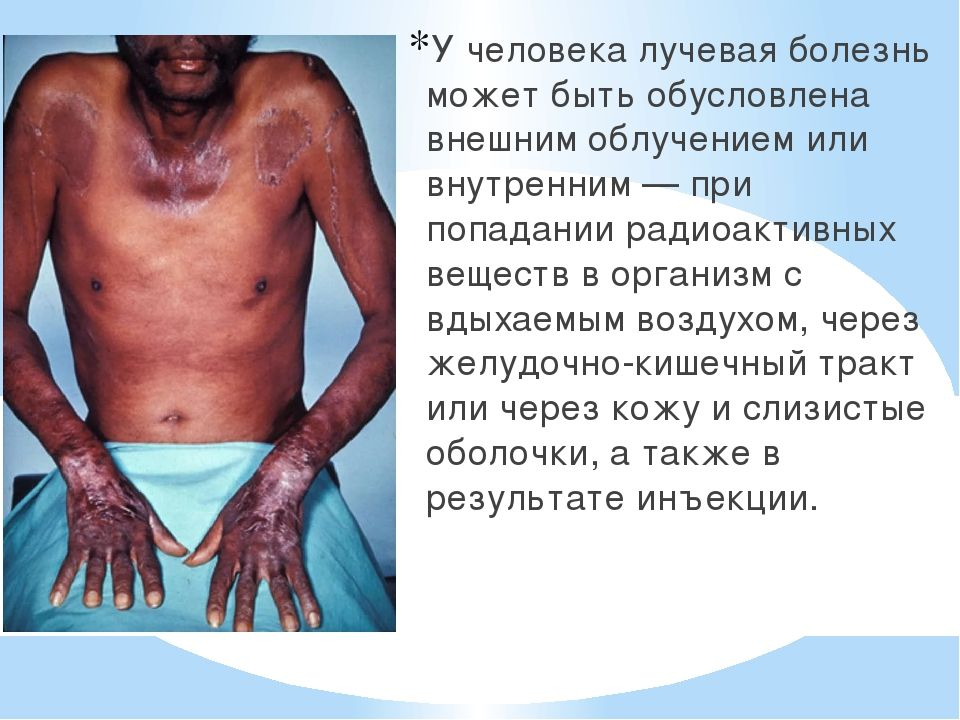 *У человека лучевая болезнь
может быть обусловлена
внешним облучением или
внутренним — при
попадании радиоактивных
веществ в организм с
вдыхаемым воздухом, через
желудочно-кишечный тракт
или через кожу и слизистые
оболочки, а также в
результате инъекции.